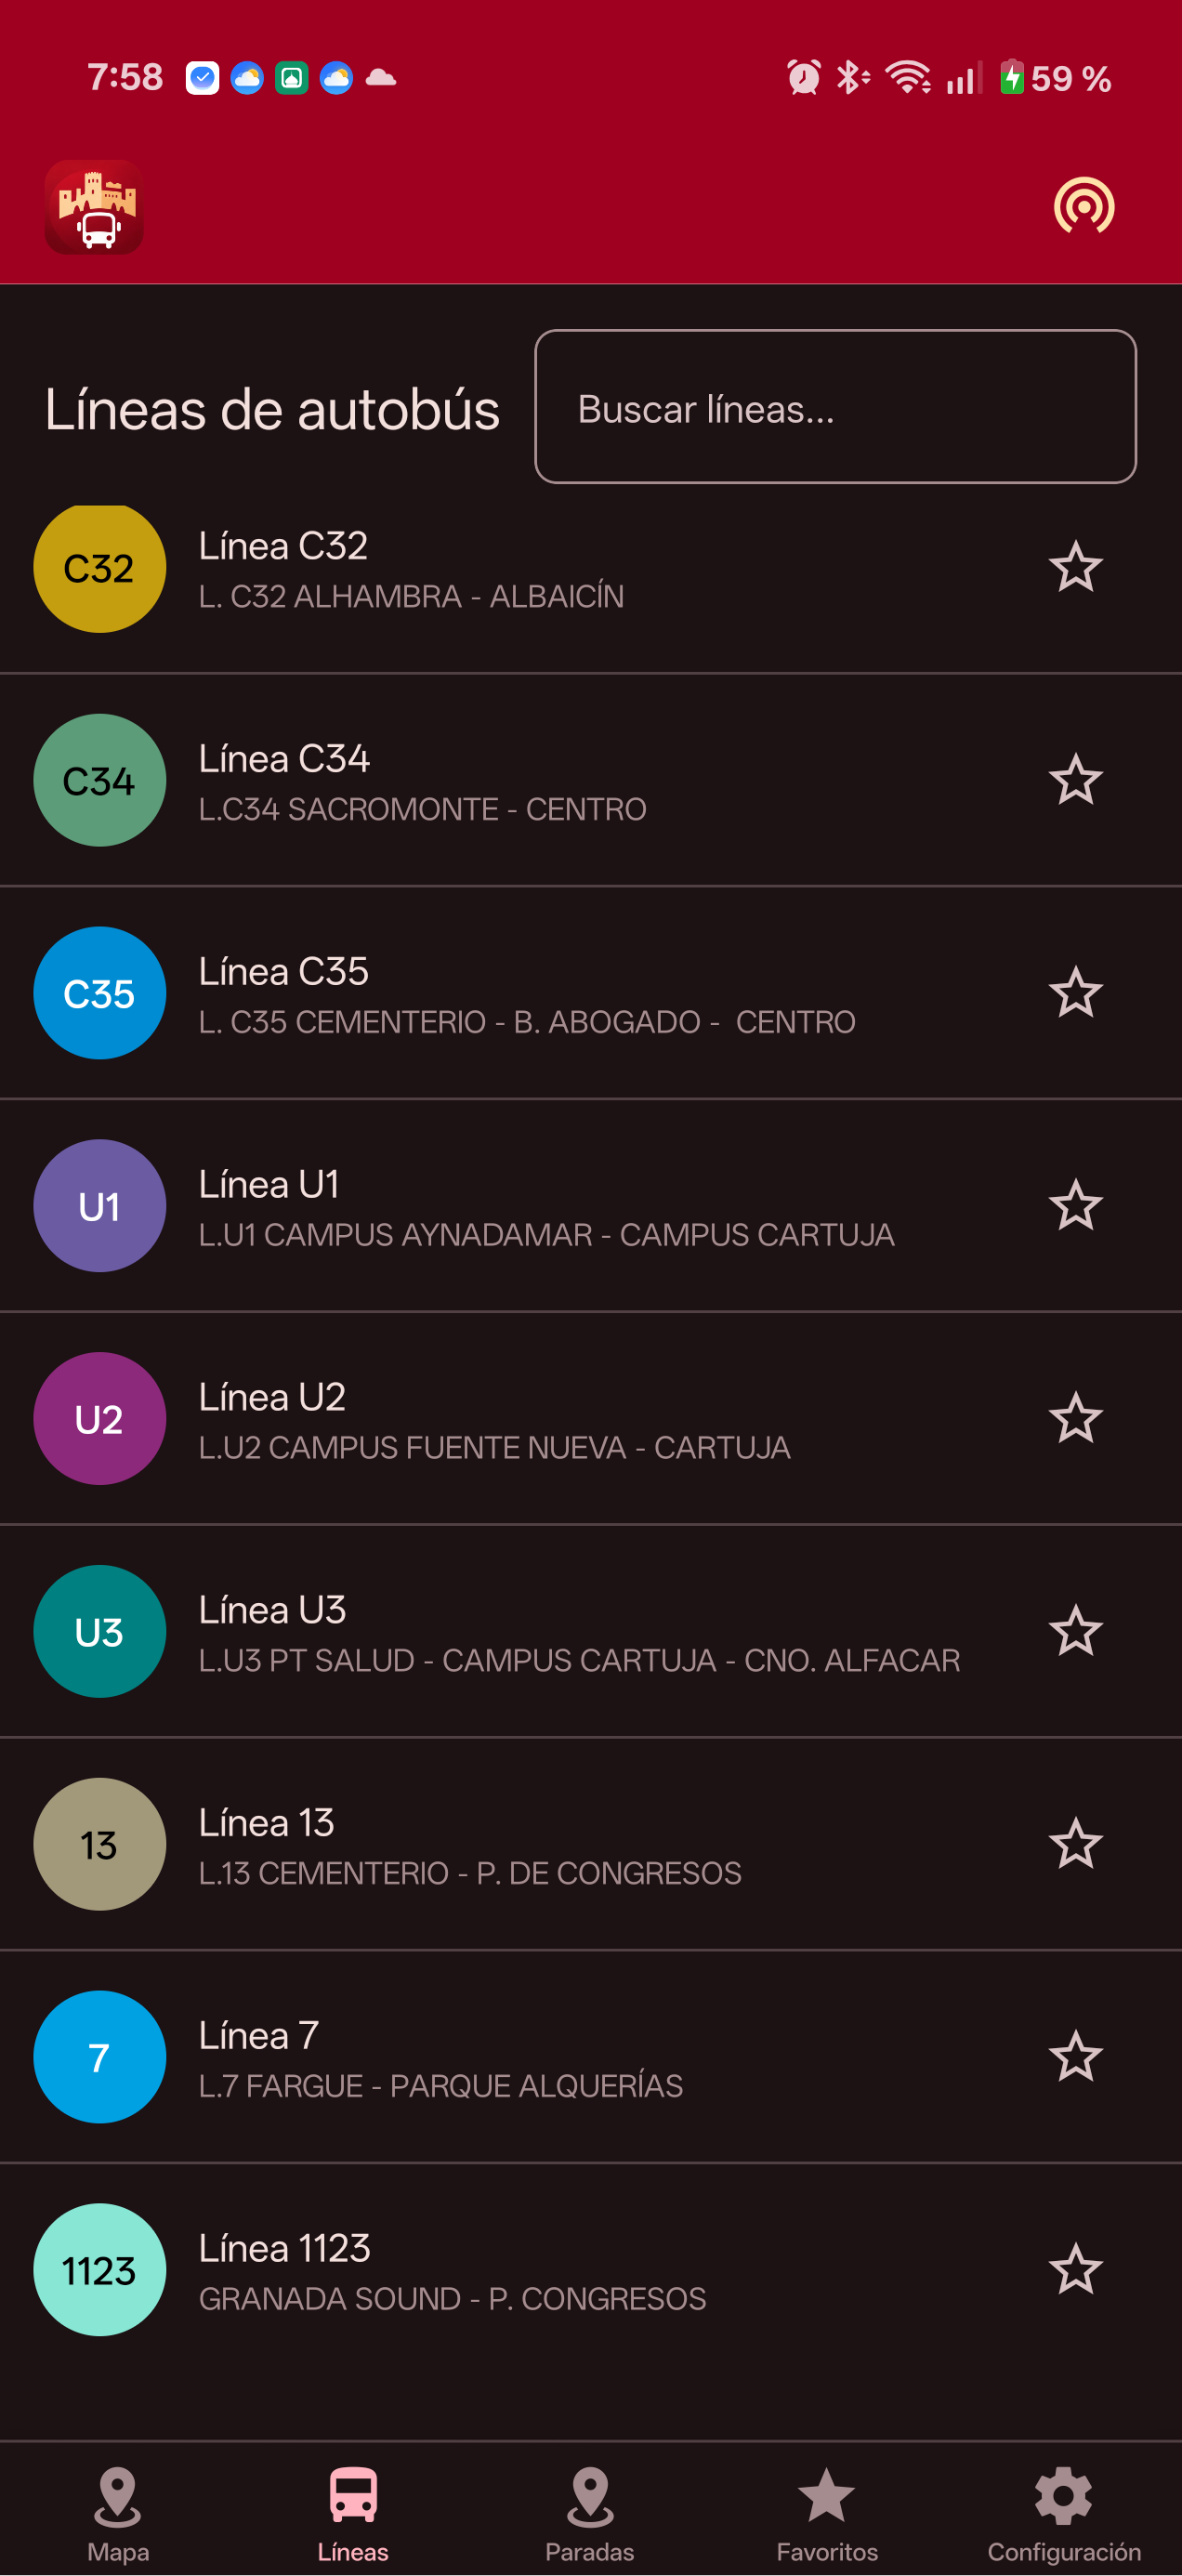 7:58
59 %
Líneas de autobús
Buscar líneas...
C32
Línea C32
L. C32 ALHAMBRA - ALBAICÍN
C34
Línea C34
L.C34 SACROMONTE - CENTRO
C35
Línea C35
L. C35 CEMENTERIO - B. ABOGADO -  CENTRO
U1
Línea U1
L.U1 CAMPUS AYNADAMAR - CAMPUS CARTUJA
U2
Línea U2
L.U2 CAMPUS FUENTE NUEVA - CARTUJA
U3
Línea U3
L.U3 PT SALUD - CAMPUS CARTUJA - CNO. ALFACAR
13
Línea 13
L.13 CEMENTERIO - P. DE CONGRESOS
7
Línea 7
L.7 FARGUE - PARQUE ALQUERÍAS
1123
Línea 1123
GRANADA SOUND - P. CONGRESOS
Mapa
Líneas
Paradas
Favoritos
Configuración